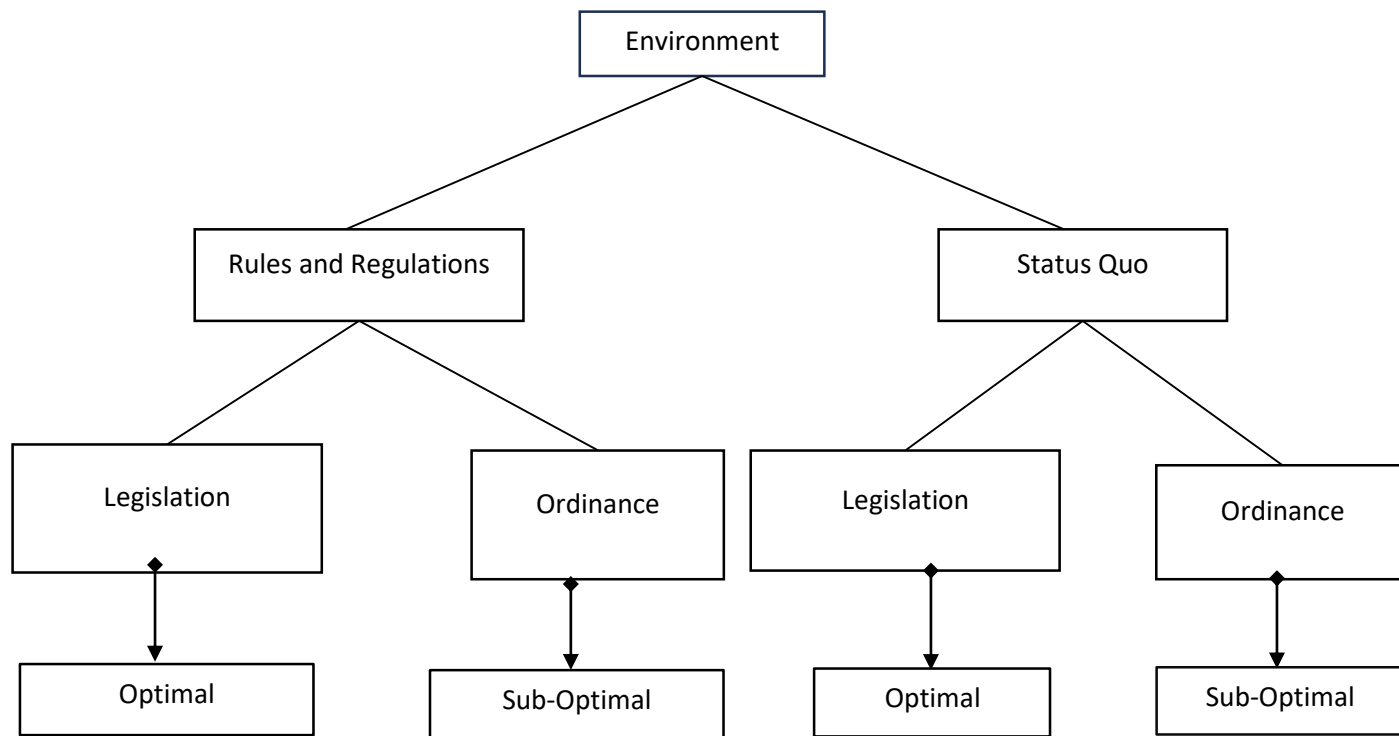 Environment
Rules and Regulations
Status Quo
Legislation
Ordinance
Legislation
Ordinance
Optimal
Sub-Optimal
Optimal
Sub-Optimal